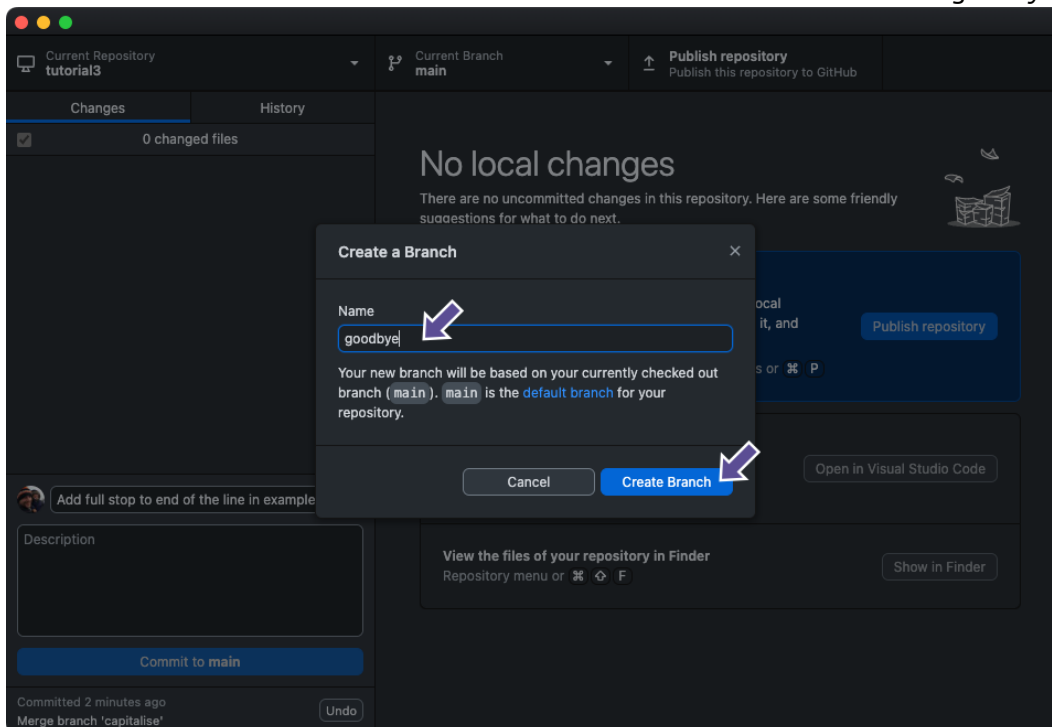 Current Repository
tutorial3
Current Branch
main
Publish repository
Publish this repository to GitHub
Changes
History
0 changed files
No local changes
There are no uncommitted changes in this repository. Here are some friendly
suggestions for what to do next.
Create a Branch
Name
goodbye
Your new branch will be based on your currently checked out
branch (main). main is the default branch for your
repository.
Cancel
Create Branch
ocal
it, and
Publish repository
s or ⌘ P
Open in Visual Studio Code
Add full stop to end of the line in example
Description
View the files of your repository in Finder
Repository menu or ⌘ ⇧ F
Show in Finder
Commit to main
Committed 2 minutes ago
Merge branch 'capitalise'
Undo